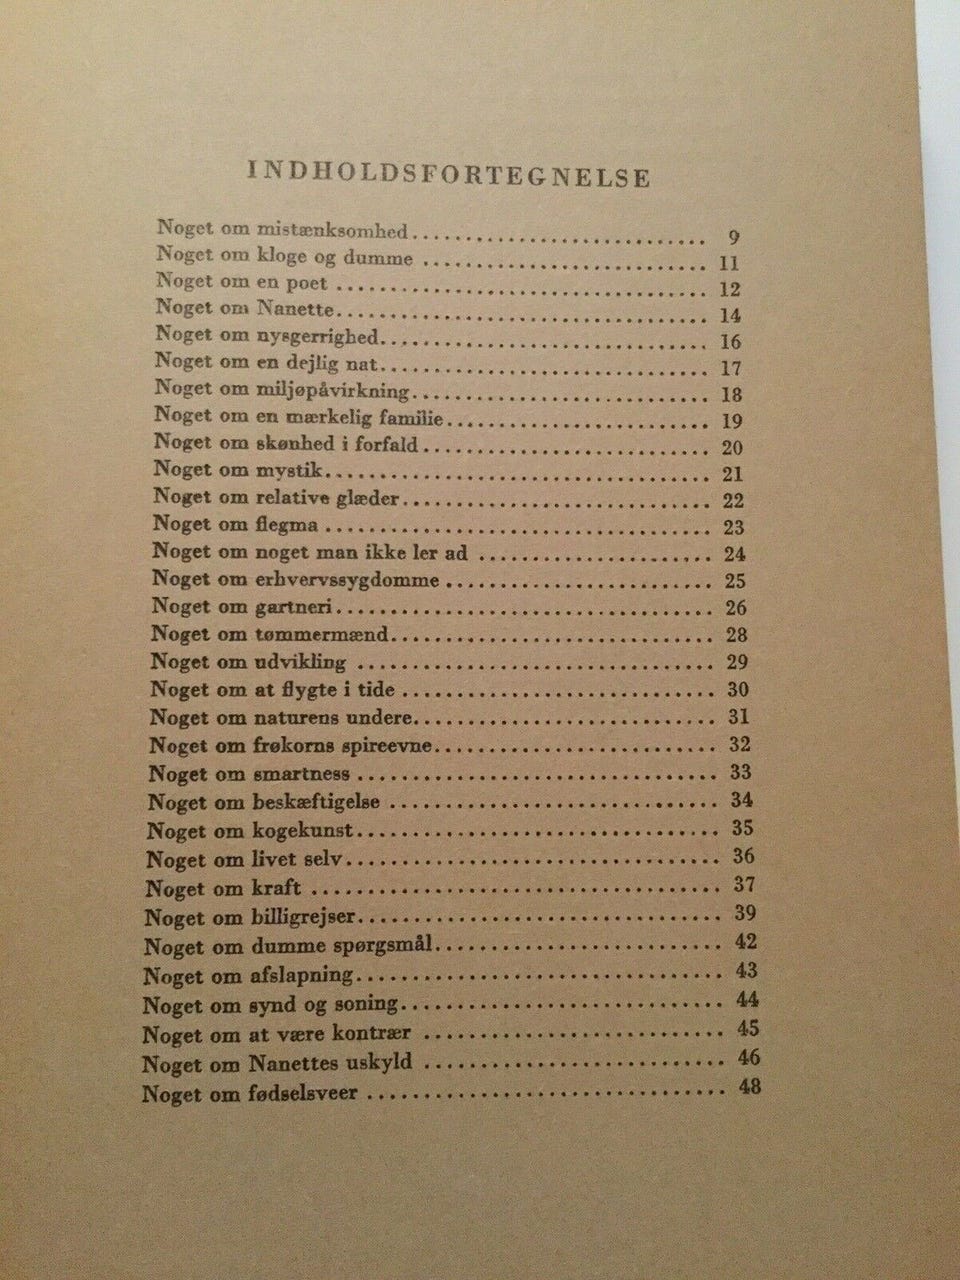 INDHOLDSFORTEGNELSE
Noget om mistænksomhed 9
Noget om kloge og dumme 11
Noget om en poet 12
Noget om Nanette 14
Noget om nysgerrighed 16
Noget om en dejlig nat 17
Noget om miljøpåvirkning 18
Noget om en mærkelig familie 19
Noget om skønhed i forfald 20
Noget om mystik 21
Noget om relative glæder 22
Noget om flegma 23
Noget om noget man ikke ler ad 24
Noget om erhvervssygdomme 25
Noget om gartneri 26
Noget om tømmermænd 28
Noget om udvikling 29
Noget om at flygte i tide 30
Noget om naturens undere 31
Noget om frøkorns spireevne 32
Noget om smartness 33
Noget om beskæftigelse 34
Noget om kogekunst 35
Noget om livet selv 36
Noget om kraft 37
Noget om billigrejser 39
Noget om dumme spørgsmål 42
Noget om afslapning 43
Noget om synd og soning 44
Noget om at være kontrær 45
Noget om Nanettes uskyld 46
Noget om fødselsveer 48